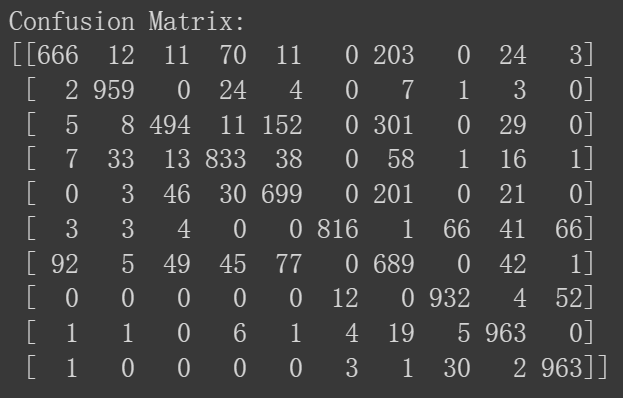 Confusion Matrix:
[[666 12 11 70 11 0 203 0 24 3]
[ 2 959 0 24 4 0 7 1 3 0]
[ 5 8 494 11 152 0 301 0 29 0]
[ 7 33 13 833 38 0 58 1 16 1]
[ 0 3 46 30 699 0 201 0 21 0]
[ 3 3 4 0 0 816 1 66 41 66]
[ 92 5 49 45 77 0 689 0 42 1]
[ 0 0 0 0 0 12 0 932 4 52]
[ 1 1 0 6 1 4 19 5 963 0]
[ 1 0 0 0 0 3 1 30 2 963]]